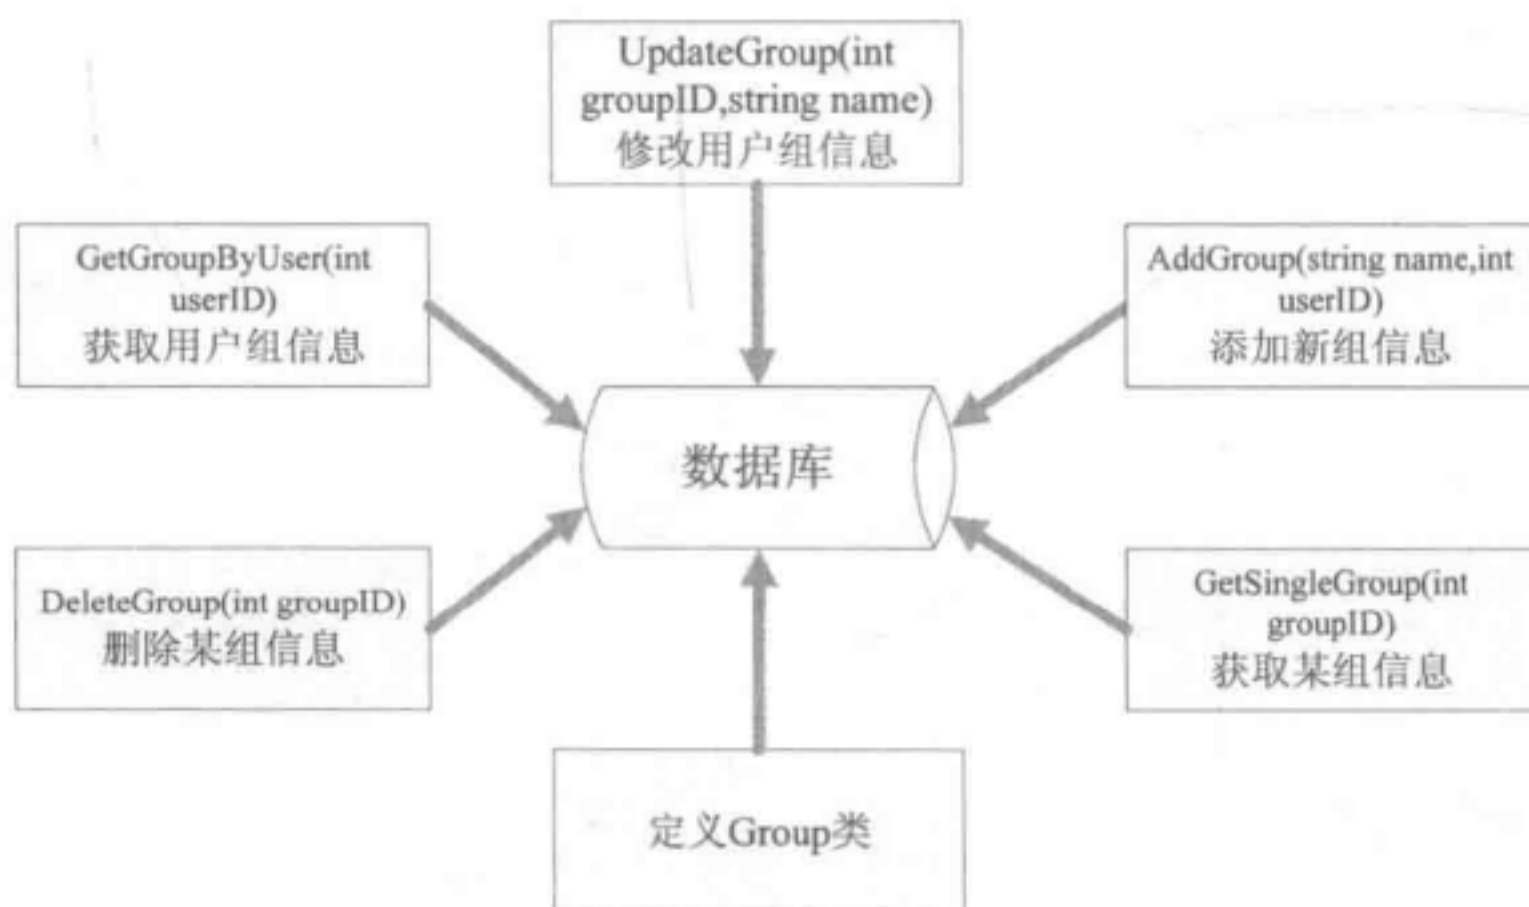 UpdateGroup(int
groupID,string name)
修改用户组信息
GetGroupByUser(int
userID)
获取用户组信息
AddGroup(string name,int
userID)
添加新组信息
数据库
DeleteGroup(int groupID)
删除某组信息
GetSingleGroup(int
groupID)
获取某组信息
定义Group类